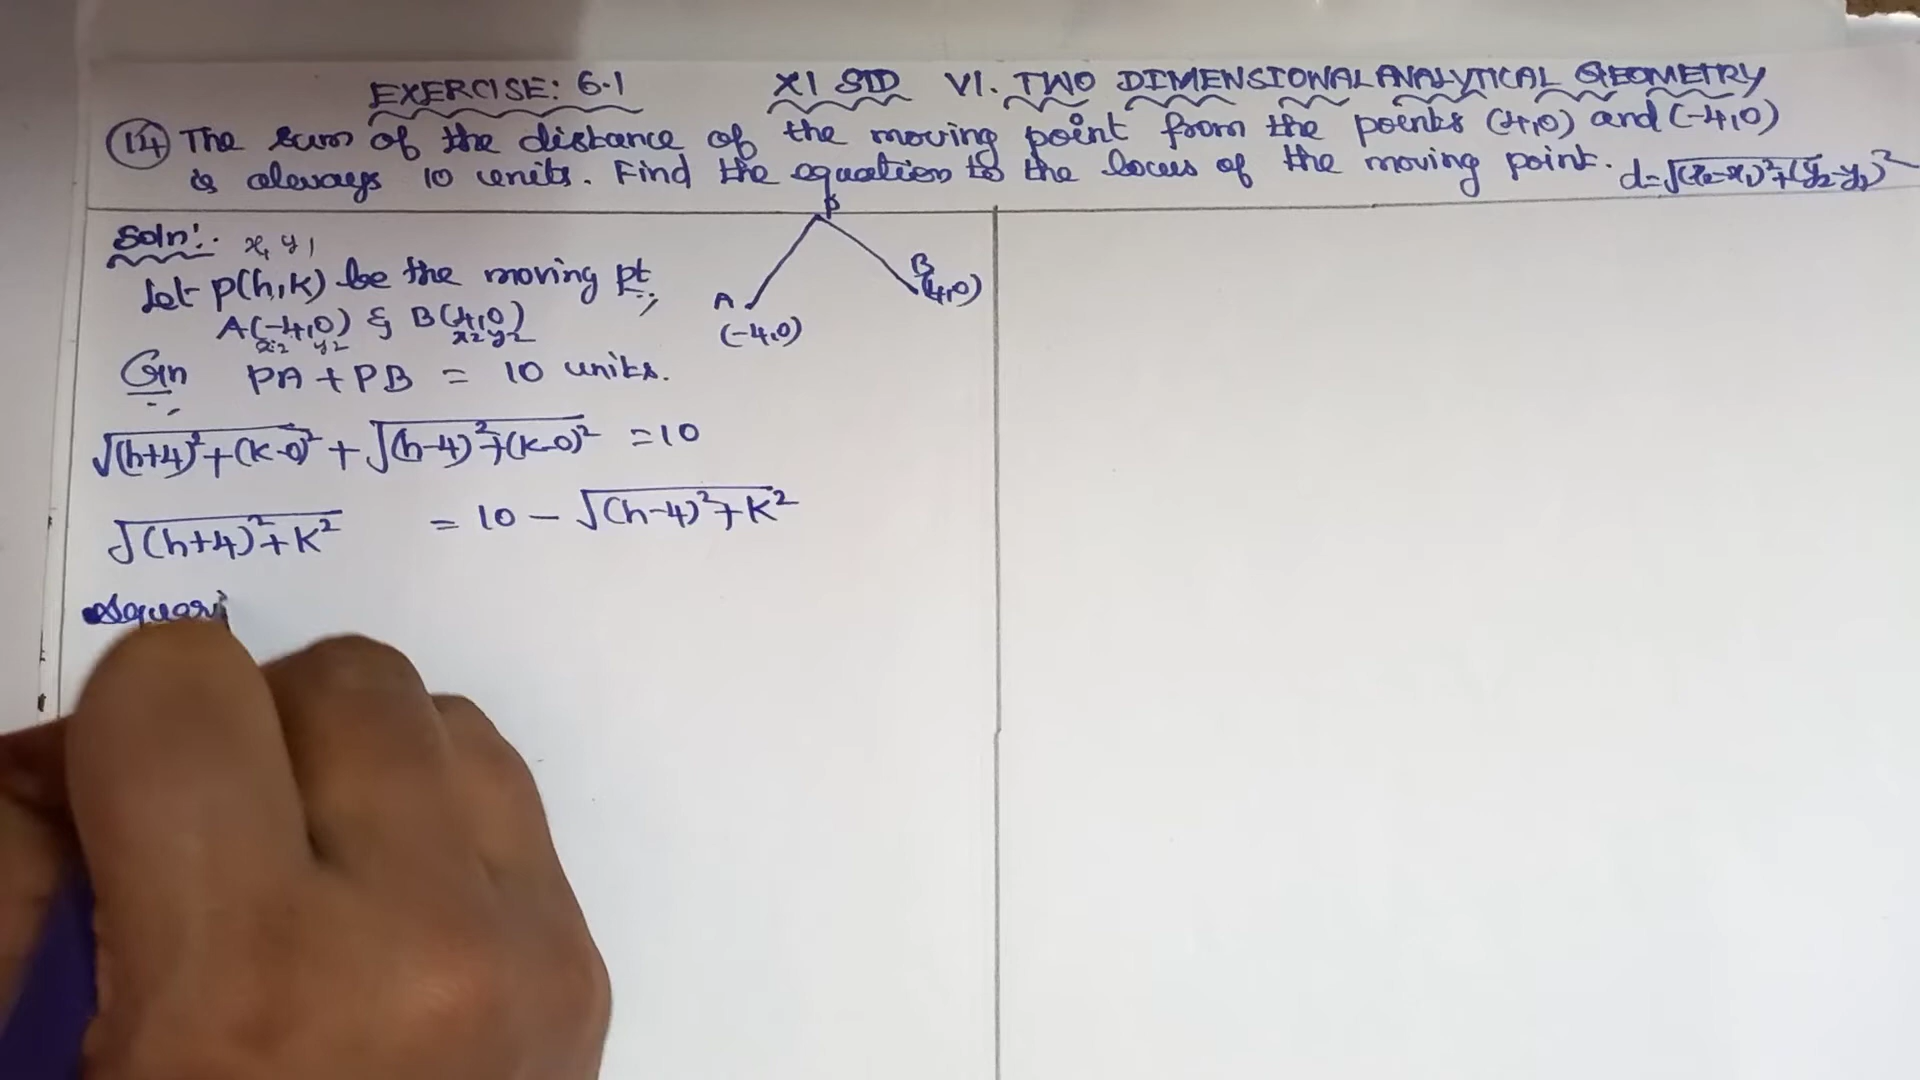 EXERCISE: 6.1 XI STD VI. TWO DIMENSIONAL ANALYTICAL GEOMETRY
14 The sum of the distance of the moving point from the points (4,0) and (-4,0)
is always 10 units. Find the equation to the locus of the moving point. d=√(x₂-x₁)²+(y₂-y₁)²
Soln:. x₁ y₁
Let P(h,k) be the moving pt.,
A(-4,0) & B(4,0)
x₂ y₂ x₂ y₂
P
A
(-4,0)
B
(4,0)
Gn PA + PB = 10 units.
√(h+4)²+(k-0)² + √(h-4)²+(k-0)² = 10
√(h+4)²+k² = 10 - √(h-4)²+k²
squari